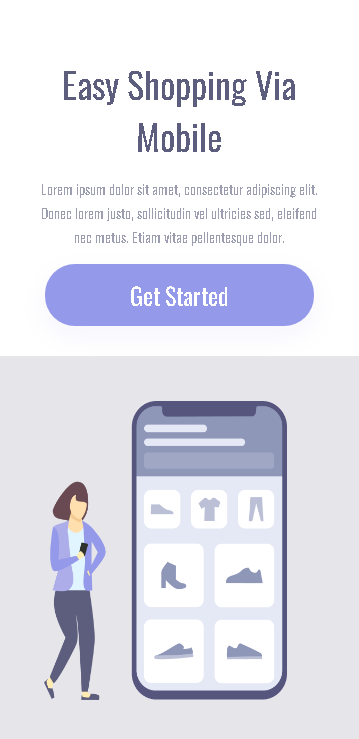 Easy Shopping Via
Mobile
Lorem ipsum dolor sit amet, consectetur adipiscing elit.
Donec lorem justo, sollicitudin vel ultricies sed, eleifend
nec metus. Etiam vitae pellentesque dolor.
Get Started